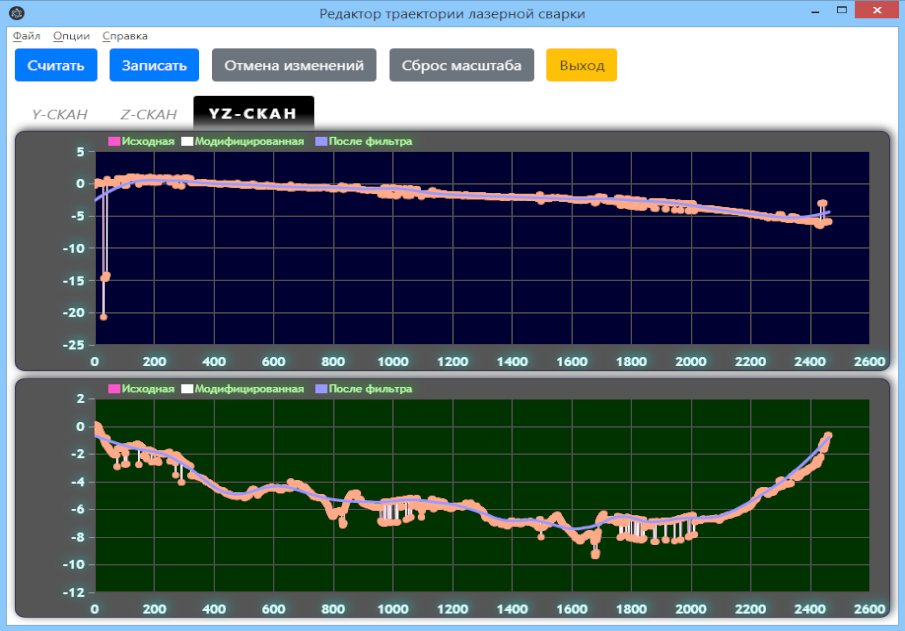 Редактор траектории лазерной сварки
Файл Опции Справка
Считать Записать Отмена изменений Сброс масштаба Выход
Y-СКАН Z-СКАН YZ-СКАН
Исходная Модифицированная После фильтра
5
0
-5
-10
-15
-20
-25
0 200 400 600 800 1000 1200 1400 1600 1800 2000 2200 2400 2600
Исходная Модифицированная После фильтра
2
0
-2
-4
-6
-8
-10
-12
0 200 400 600 800 1000 1200 1400 1600 1800 2000 2200 2400 2600